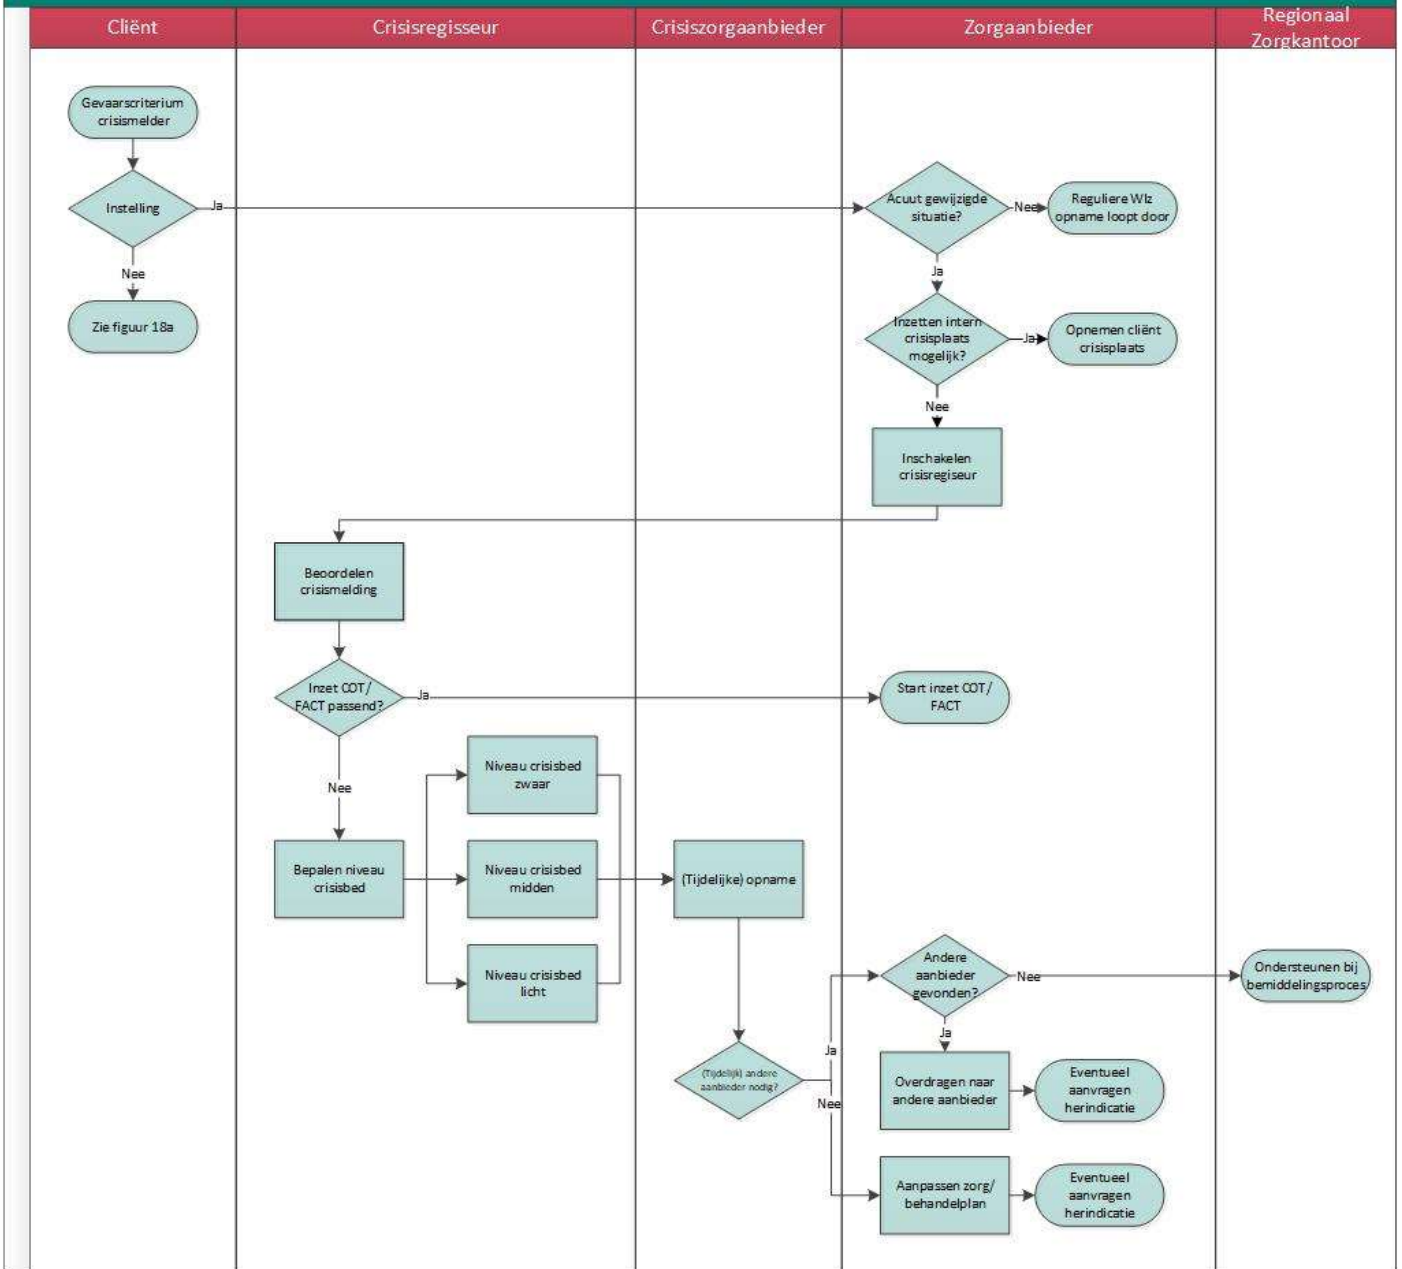 Cliënt
Crisisregisseur
Crisiszorgaanbieder
Zorgaanbieder
Regionaal
Zorgkantoor
Gevaarscriterium
crisismelder
Instelling
Ja
Nee
Zie figuur 18a
Acuut gewijzigde
situatie?
Nee
Reguliere Wlz
opname loopt door
Ja
Inzetten intern
crisisplaats
mogelijk?
Ja
Opnemen cliënt
crisisplaats
Nee
Inschakelen
crisisregiseur
Beoordelen
crisismelding
Inzet COT/
FACT passend?
Ja
Start inzet COT/
FACT
Nee
Bepalen niveau
crisisbed
Niveau crisisbed
zwaar
Niveau crisisbed
midden
Niveau crisisbed
licht
(Tijdelijke) opname
(Tijdelijk) andere
aanbieder nodig?
Ja
Nee
Andere
aanbieder
gevonden?
Nee
Ondersteunen bij
bemiddelingsproces
Ja
Overdragen naar
andere aanbieder
Eventueel
aanvragen
herindicatie
Aanpassen zorg/
behandelplan
Eventueel
aanvragen
herindicatie